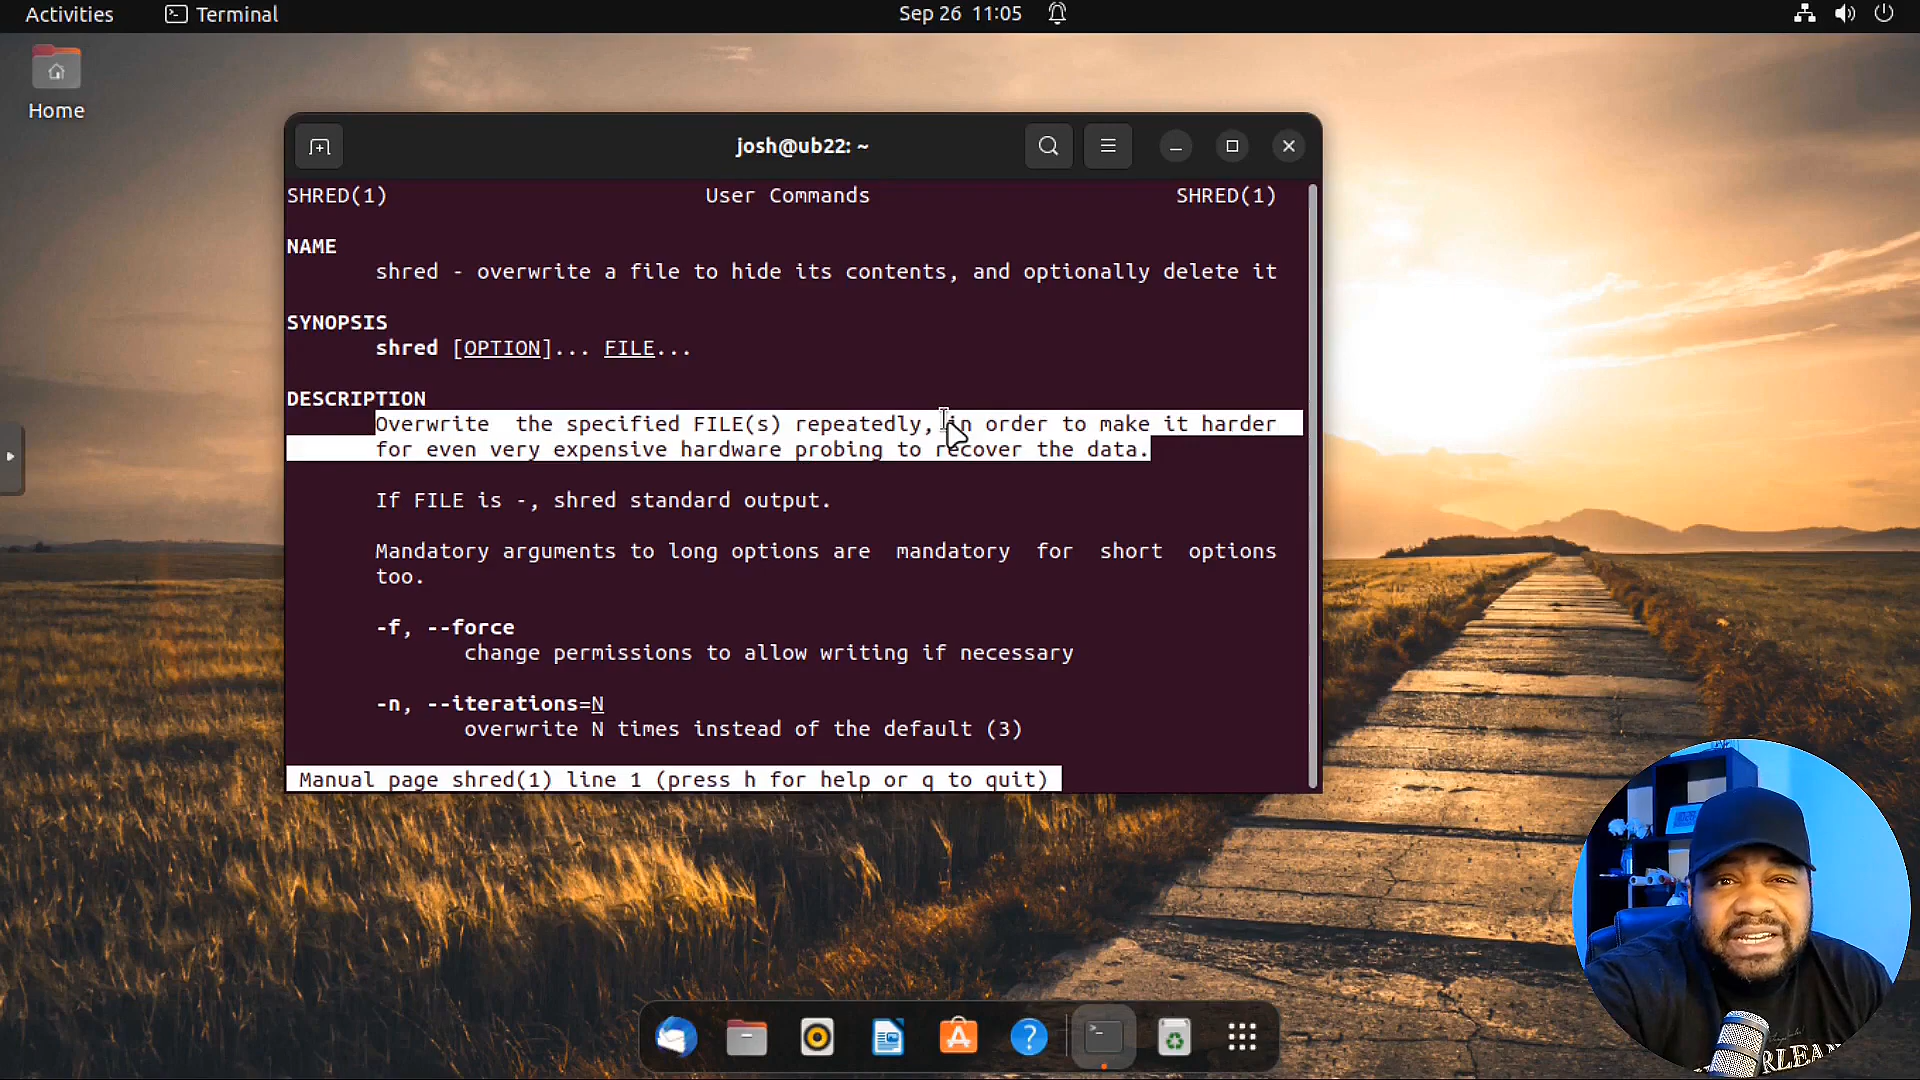 Activities
Terminal
Sep 26 11:05
Home
josh@ub22: ~
SHRED(1) User Commands SHRED(1)
NAME
shred - overwrite a file to hide its contents, and optionally delete it
SYNOPSIS
shred [OPTION]... FILE...
DESCRIPTION
Overwrite the specified FILE(s) repeatedly, in order to make it harder
for even very expensive hardware probing to recover the data.
If FILE is -, shred standard output.
Mandatory arguments to long options are mandatory for short options
too.
-f, --force
change permissions to allow writing if necessary
-n, --iterations=N
overwrite N times instead of the default (3)
Manual page shred(1) line 1 (press h for help or q to quit)